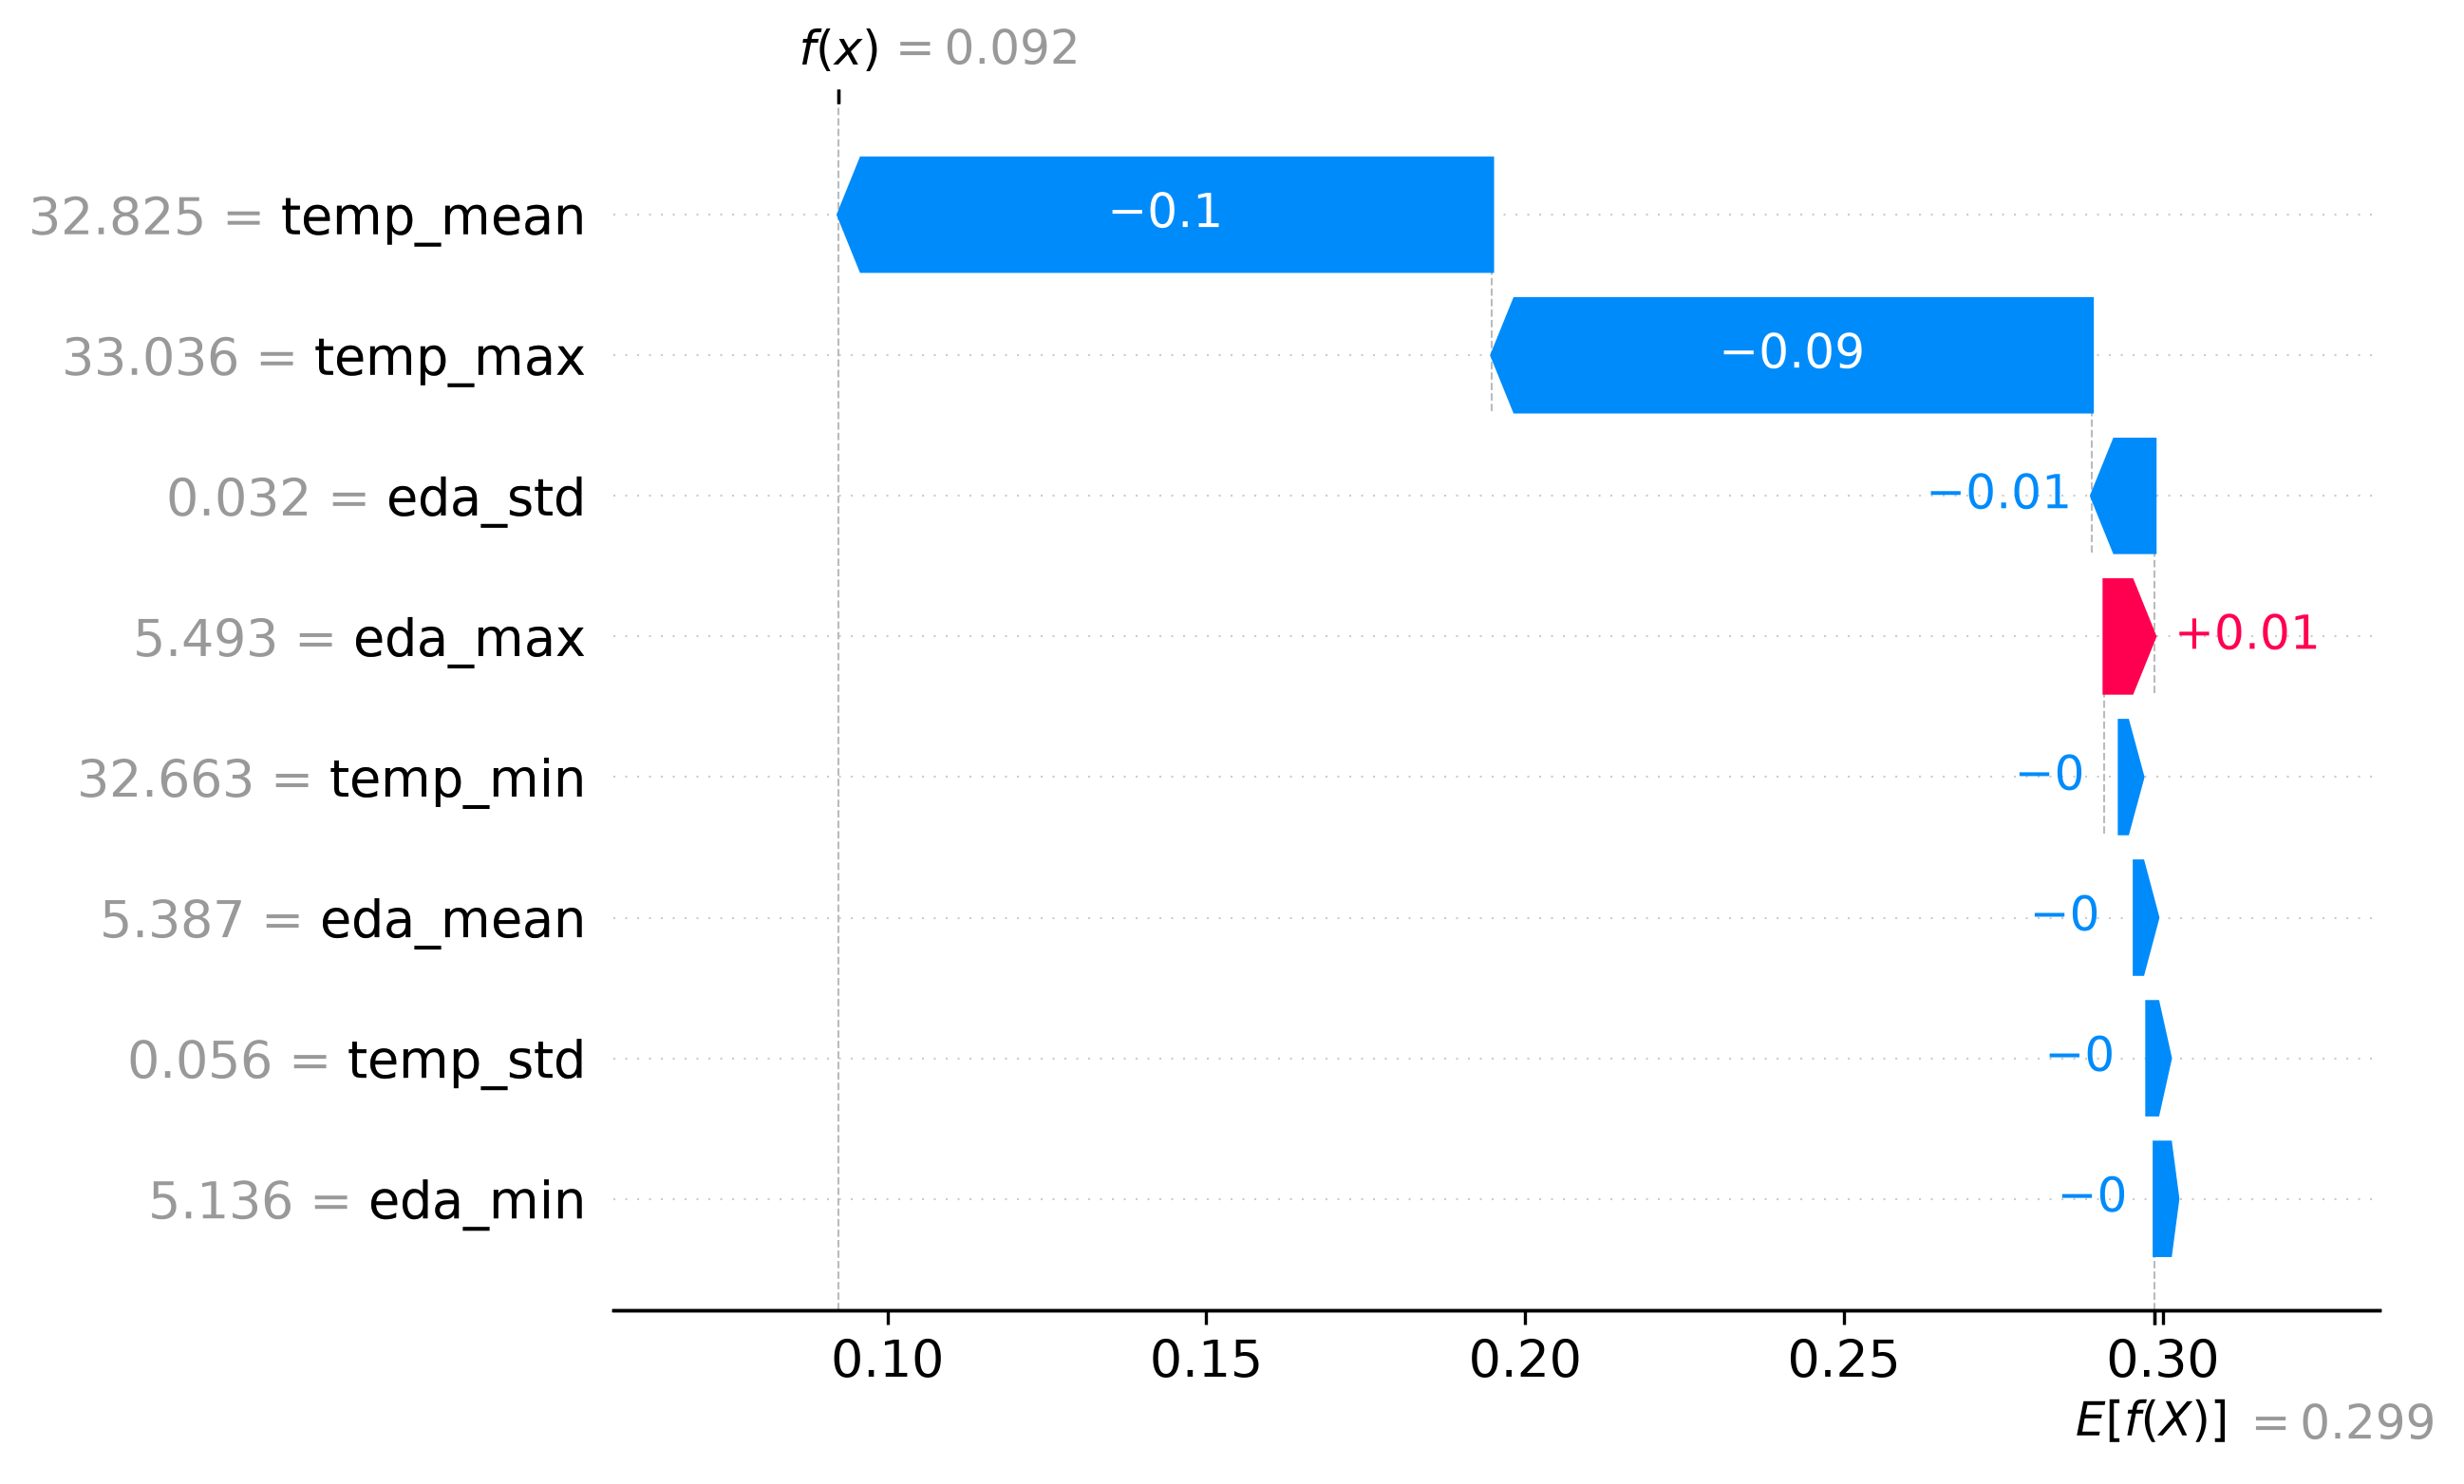 f(x) = 0.092
32.825 = temp_mean −0.1
33.036 = temp_max −0.09
0.032 = eda_std −0.01
5.493 = eda_max +0.01
32.663 = temp_min −0
5.387 = eda_mean −0
0.056 = temp_std −0
5.136 = eda_min −0
0.10 0.15 0.20 0.25 0.30
E[f(X)] = 0.299